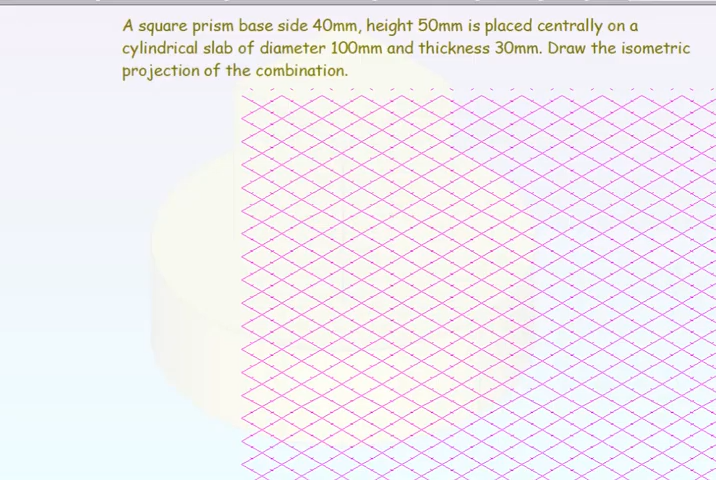 A square prism base side 40mm, height 50mm is placed centrally on a
cylindrical slab of diameter 100mm and thickness 30mm. Draw the isometric
projection of the combination.